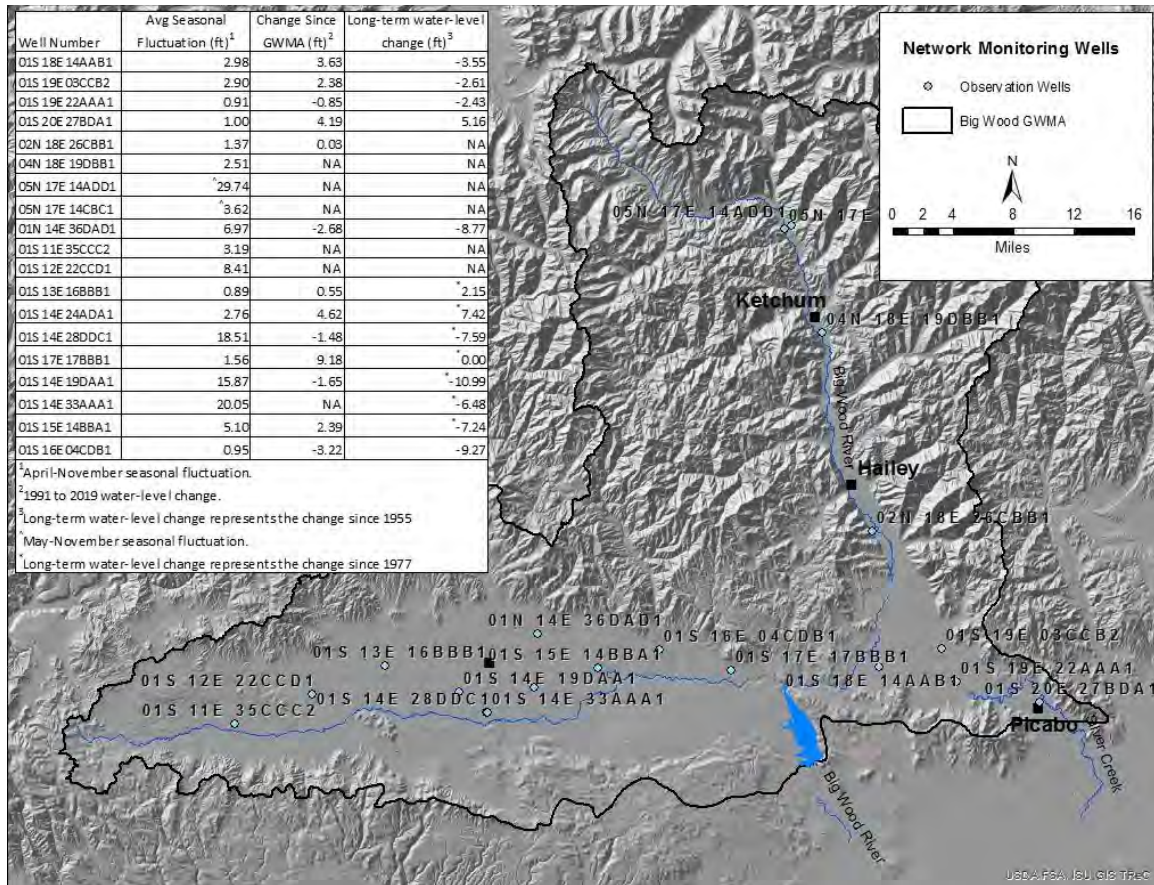 Well Number Avg Seasonal Fluctuation (ft)1 Change Since GWMA (ft)2 Long-term water-level change (ft)3
01S 18E 14AAB1 2.98 3.63 -3.55
01S 19E 03CCB2 2.90 2.38 -2.61
01S 19E 22AAA1 0.91 -0.85 -2.43
01S 20E 27BDA1 1.00 4.19 5.16
02N 18E 26CBB1 1.37 0.03 NA
04N 18E 19DBB1 2.51 NA NA
05N 17E 14ADD1 ^29.74 NA NA
05N 17E 14CBC1 ^3.62 NA NA
01N 14E 36DAD1 6.97 -2.68 -8.77
01S 11E 35CCC2 3.19 NA NA
01S 12E 22CCD1 8.41 NA NA
01S 13E 16BBB1 0.89 0.55 *2.15
01S 14E 24ADA1 2.76 4.62 *7.42
01S 14E 28DDC1 18.51 -1.48 *-7.59
01S 17E 17BBB1 1.56 9.18 *0.00
01S 14E 19DAA1 15.87 -1.65 *-10.99
01S 14E 33AAA1 20.05 NA *-6.48
01S 15E 14BBA1 5.10 2.39 *-7.24
01S 16E 04CDB1 0.95 -3.22 -9.27
1April-November seasonal fluctuation.
21991 to 2019 water-level change.
3Long-term water-level change represents the change since 1955
^May-November seasonal fluctuation.
*Long-term water-level change represents the change since 1977
Network Monitoring Wells
Observation Wells
Big Wood GWMA
N
0 2 4 8 12 16
Miles
05N 17E 14ADD1
05N 17E
Ketchum
04N 18E 19DBB1
Big Wood River
Hailey
02N 18E 26CBB1
01N 14E 36DAD1
01S 16E 04CDB1
01S 19E 03CCB2
01S 13E 16BBB1
01S 15E 14BBA1
01S 17E 17BBB1
01S 19E 22AAA1
01S 12E 22CCD1
01S 14E 19DAA1
01S 18E 14AAB1
01S 20E 27BDA1
01S 11E 35CCC2
01S 14E 28DDC1
01S 14E 33AAA1
Picabo
Silver Creek
Big Wood River
USDA FSA, ISU, GIS TReC